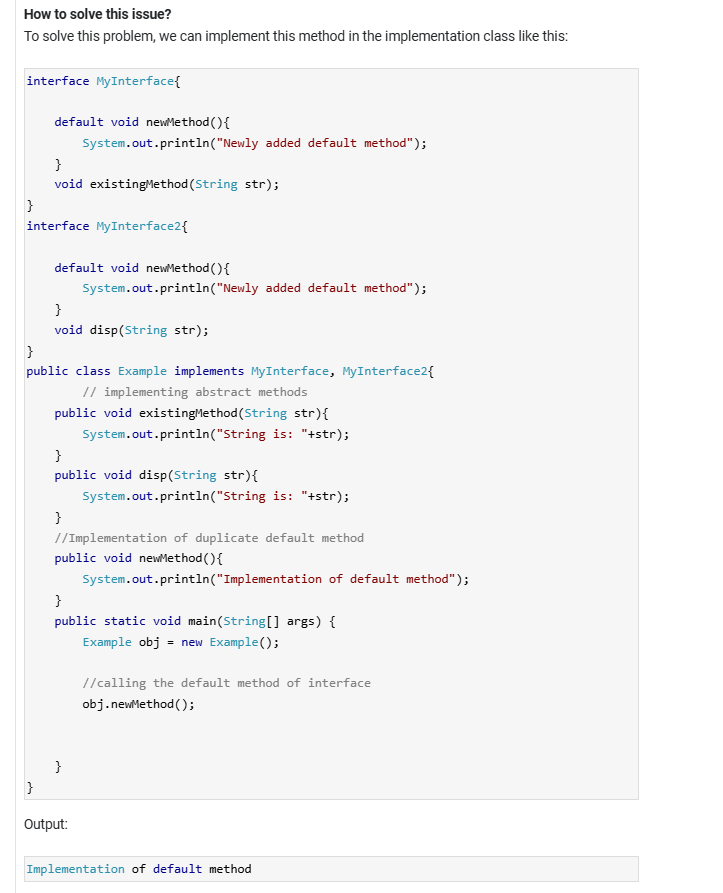 How to solve this issue?
To solve this problem, we can implement this method in the implementation class like this:
interface MyInterface{
    default void newMethod(){
        System.out.println("Newly added default method");
    }
    void existingMethod(String str);
}
interface MyInterface2{
    default void newMethod(){
        System.out.println("Newly added default method");
    }
    void disp(String str);
}
public class Example implements MyInterface, MyInterface2{
        // implementing abstract methods
    public void existingMethod(String str){
        System.out.println("String is: "+str);
    }
    public void disp(String str){
        System.out.println("String is: "+str);
    }
    //Implementation of duplicate default method
    public void newMethod(){
        System.out.println("Implementation of default method");
    }
    public static void main(String[] args) {
        Example obj = new Example();
        //calling the default method of interface
        obj.newMethod();
    }
}
Output:
Implementation of default method